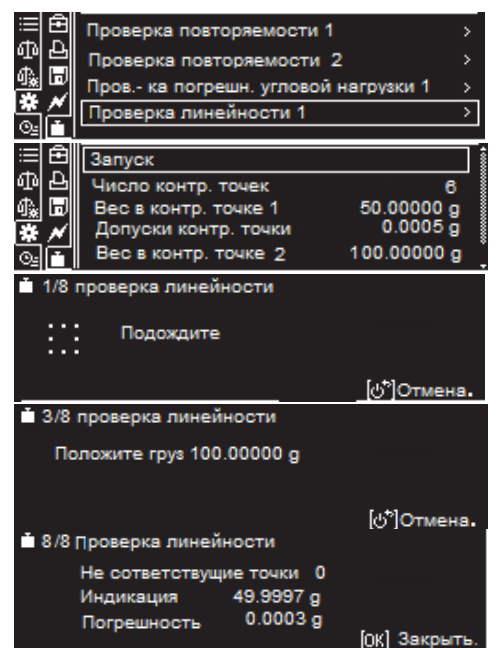 Проверка повторяемости 1 >
Проверка повторяемости 2 >
Пров.- ка погрешн. угловой нагрузки 1 >
Проверка линейности 1 >
Запуск
Число контр. точек 6
Вес в контр. точке 1 50.00000 g
Допуски контр. точки 0.0005 g
Вес в контр. точке 2 100.00000 g
1/8 проверка линейности
Подождите
[⏻]Отмена.
3/8 проверка линейности
Положите груз 100.00000 g
[⏻]Отмена.
8/8 Проверка линейности
Не сответствущие точки 0
Индикация 49.9997 g
Погрешность 0.0003 g
[OK] Закрыть.